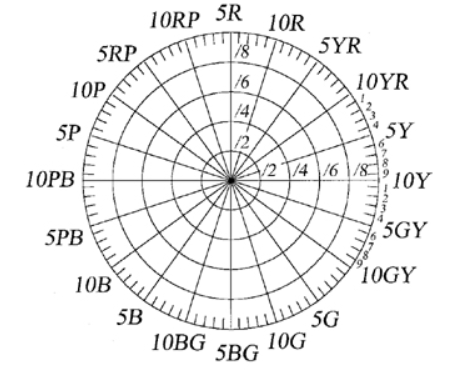 5R
10RP 10R
5RP 5YR
/8
10P 10YR
/6
1 2 3 4
5P /4 5Y
/2 6 7 8 9
10PB /2 /4 /6 /8 10Y
1 2 3 4
5PB 5GY
6 7 8 9
10B 10GY
5B 5G
10BG 10G
5BG